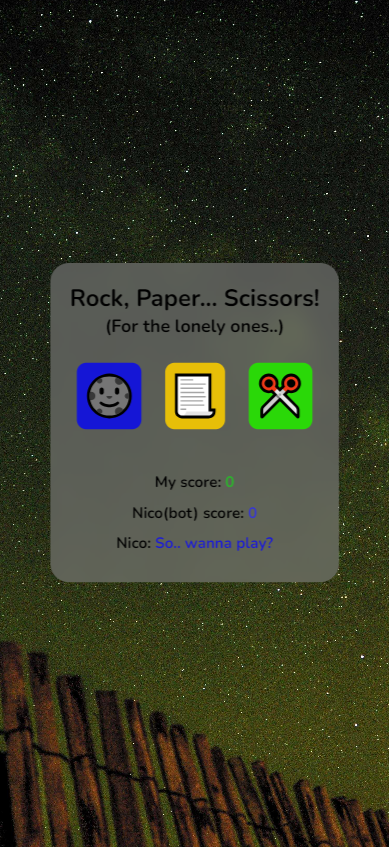 Rock, Paper... Scissors!
(For the lonely ones..)
My score: 0
Nico(bot) score: 0
Nico: So.. wanna play?